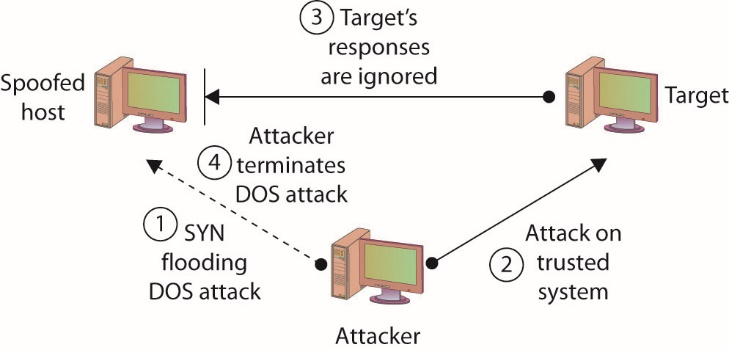 3 Target's
responses
are ignored
Spoofed
host
Target
4 Attacker
terminates
DOS attack
1 SYN
flooding
DOS attack
2 Attack on
trusted
system
Attacker